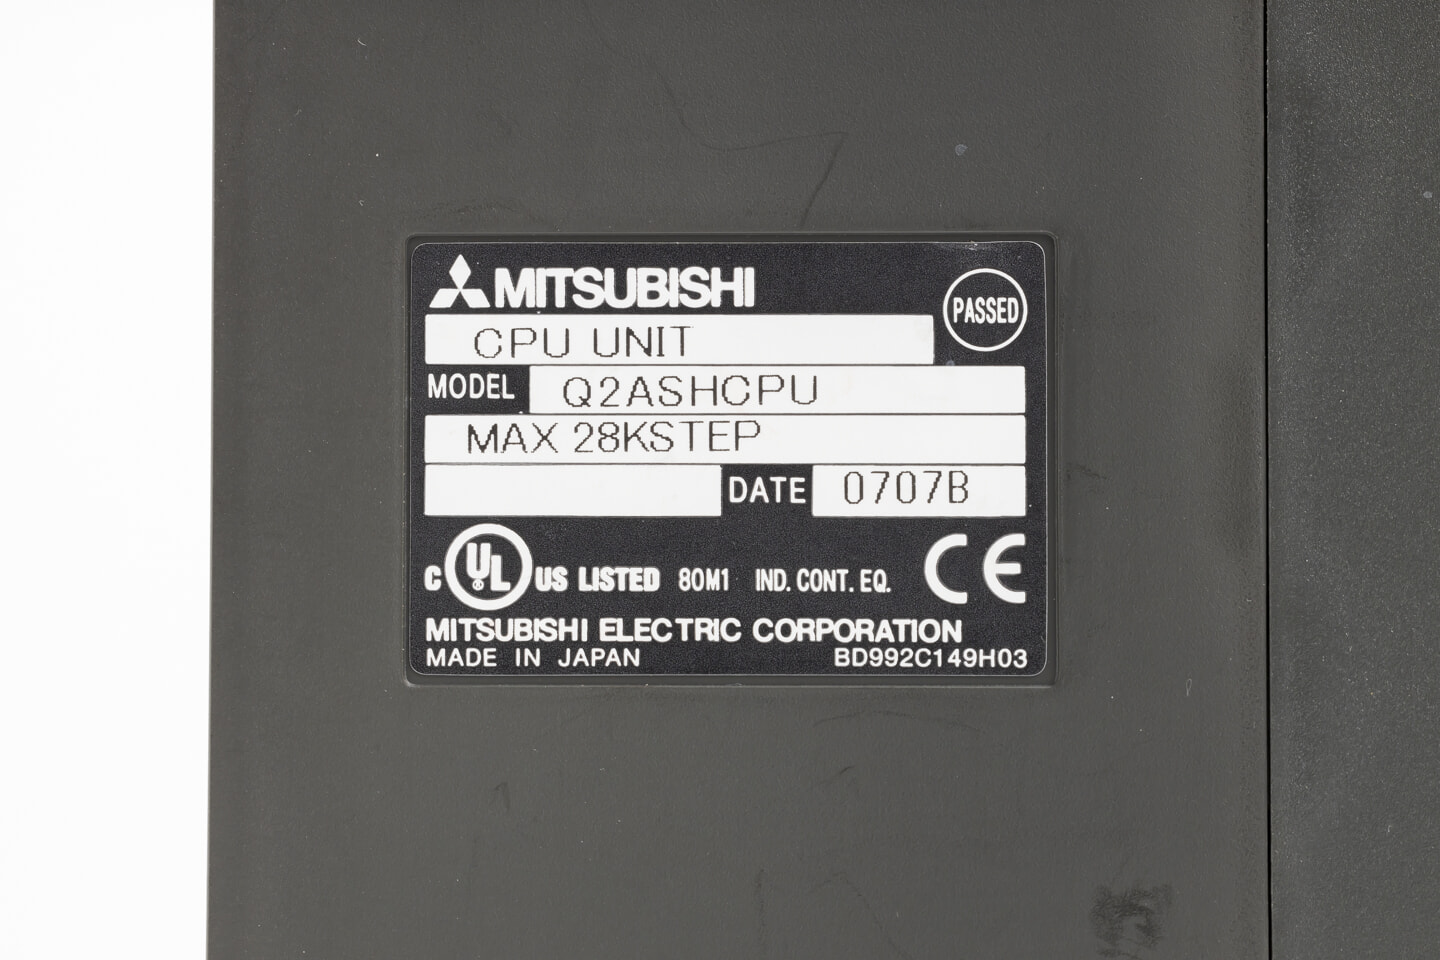 MITSUBISHI
PASSED
CPU UNIT
MODEL Q2ASHCPU
MAX 28KSTEP
DATE 0707B
C UL ® US LISTED 80M1 IND. CONT. EQ. CE
MITSUBISHI ELECTRIC CORPORATION
MADE IN JAPAN BD992C149H03